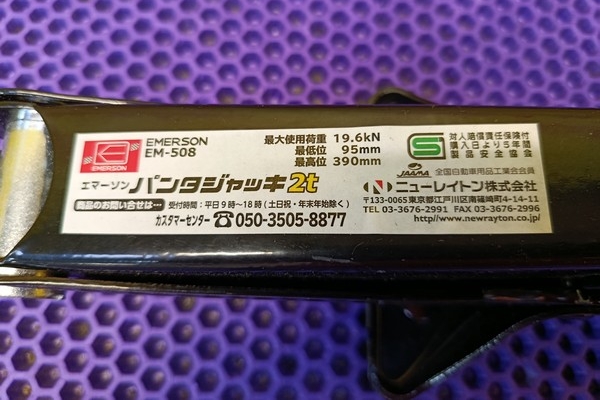 EMERSON
EMERSON
EM-508
最大使用荷重 19.6kN
最低位 95mm
最高位 390mm
S
対人賠償責任保険付
購入日より5年間
製品安全協会
JAAMA 全国自動車用品工業会会員
エマーソン パンタジャッキ2t
ニューレイトン株式会社
商品のお問い合せは… 受付時間：平日9時～18時(土日祝・年末年始除く)
カスタマーセンター ☎050-3505-8877
〒133-0065 東京都江戸川区南篠崎町4-14-11
TEL 03-3676-2991 FAX 03-3676-2996
http//www.newrayton.co.jp/